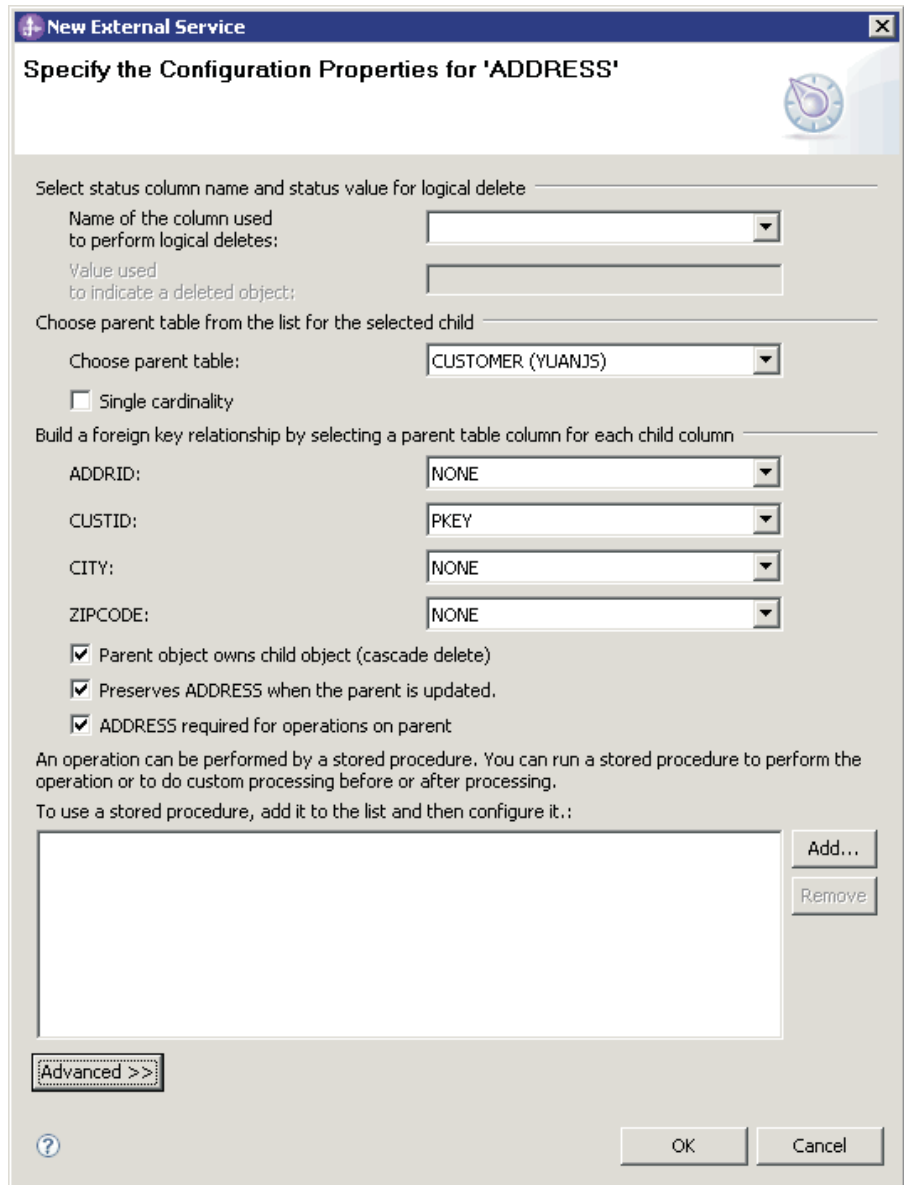 New External Service
Specify the Configuration Properties for 'ADDRESS'
Select status column name and status value for logical delete
Name of the column used
to perform logical deletes:
Value used
to indicate a deleted object:
Choose parent table from the list for the selected child
Choose parent table:
CUSTOMER (YUANJS)
Single cardinality
Build a foreign key relationship by selecting a parent table column for each child column
ADDRID:
NONE
CUSTID:
PKEY
CITY:
NONE
ZIPCODE:
NONE
Parent object owns child object (cascade delete)
Preserves ADDRESS when the parent is updated.
ADDRESS required for operations on parent
An operation can be performed by a stored procedure. You can run a stored procedure to perform the
operation or to do custom processing before or after processing.
To use a stored procedure, add it to the list and then configure it.:
Add...
Remove
Advanced >>
?
OK
Cancel